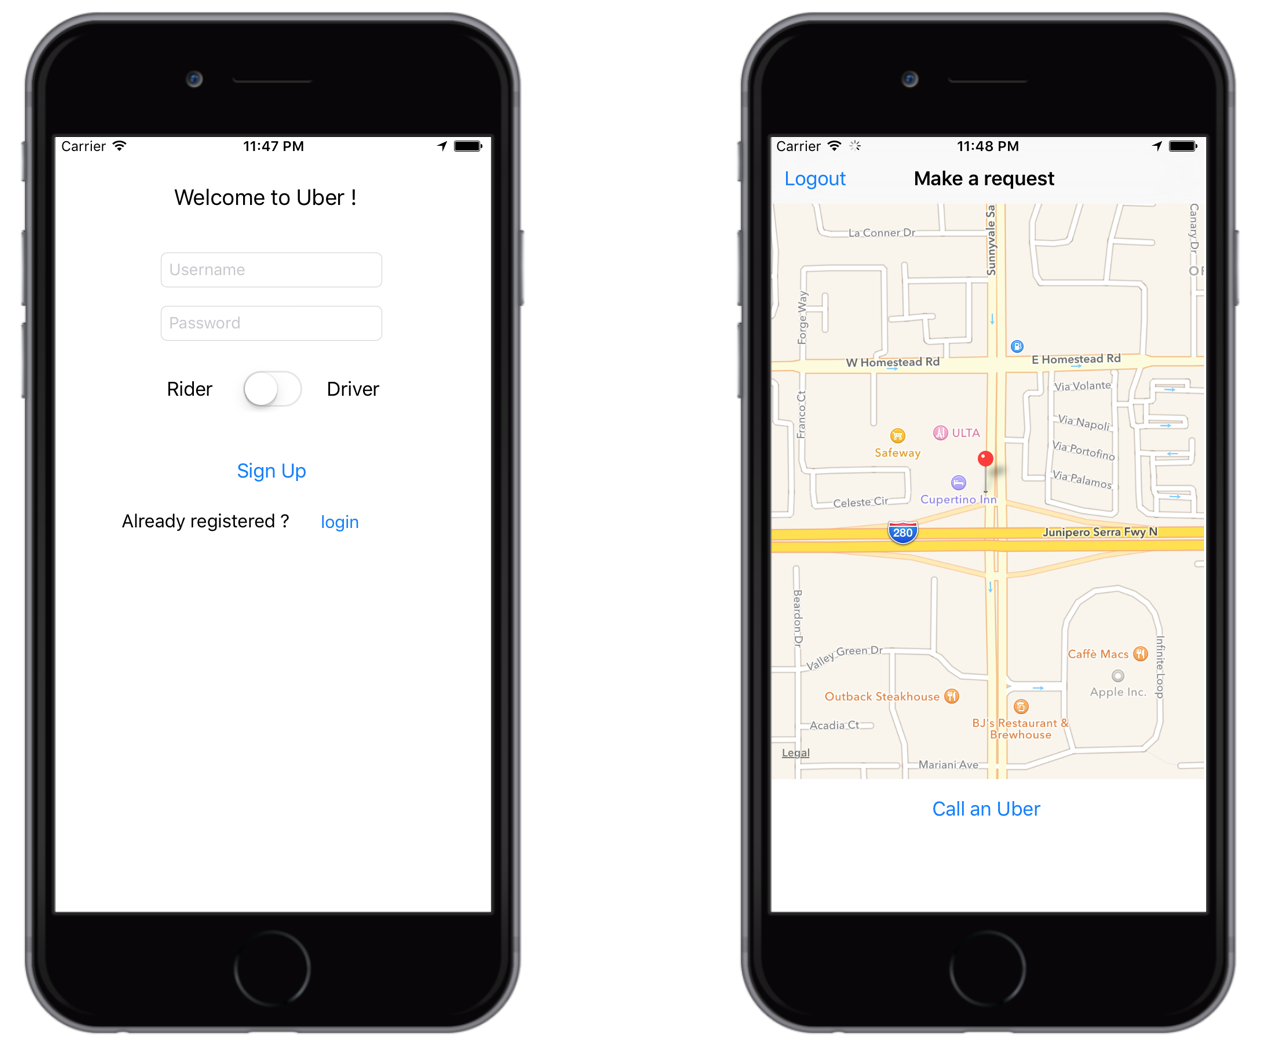 Carrier
11:47 PM
Welcome to Uber !
Username
Password
Rider
Driver
Sign Up
Already registered ? login
Carrier
11:48 PM
Logout
Make a request
La Conner Dr
Sunnyvale Sa
Canary Dr
Forge Way
W Homestead Rd
E Homestead Rd
Via Volante
Franco Ct
ULTA
Safeway
Via Napoli
Via Portofino
Via Palamos
Cupertino Inn
Celeste Cir
280
Junipero Serra Fwy N
Beardon Dr
Valley Green Dr
Infinite Loop
Caffè Macs
Apple Inc.
Outback Steakhouse
BJ's Restaurant &
Brewhouse
Acadia Ct
Legal
Mariani Ave
Call an Uber